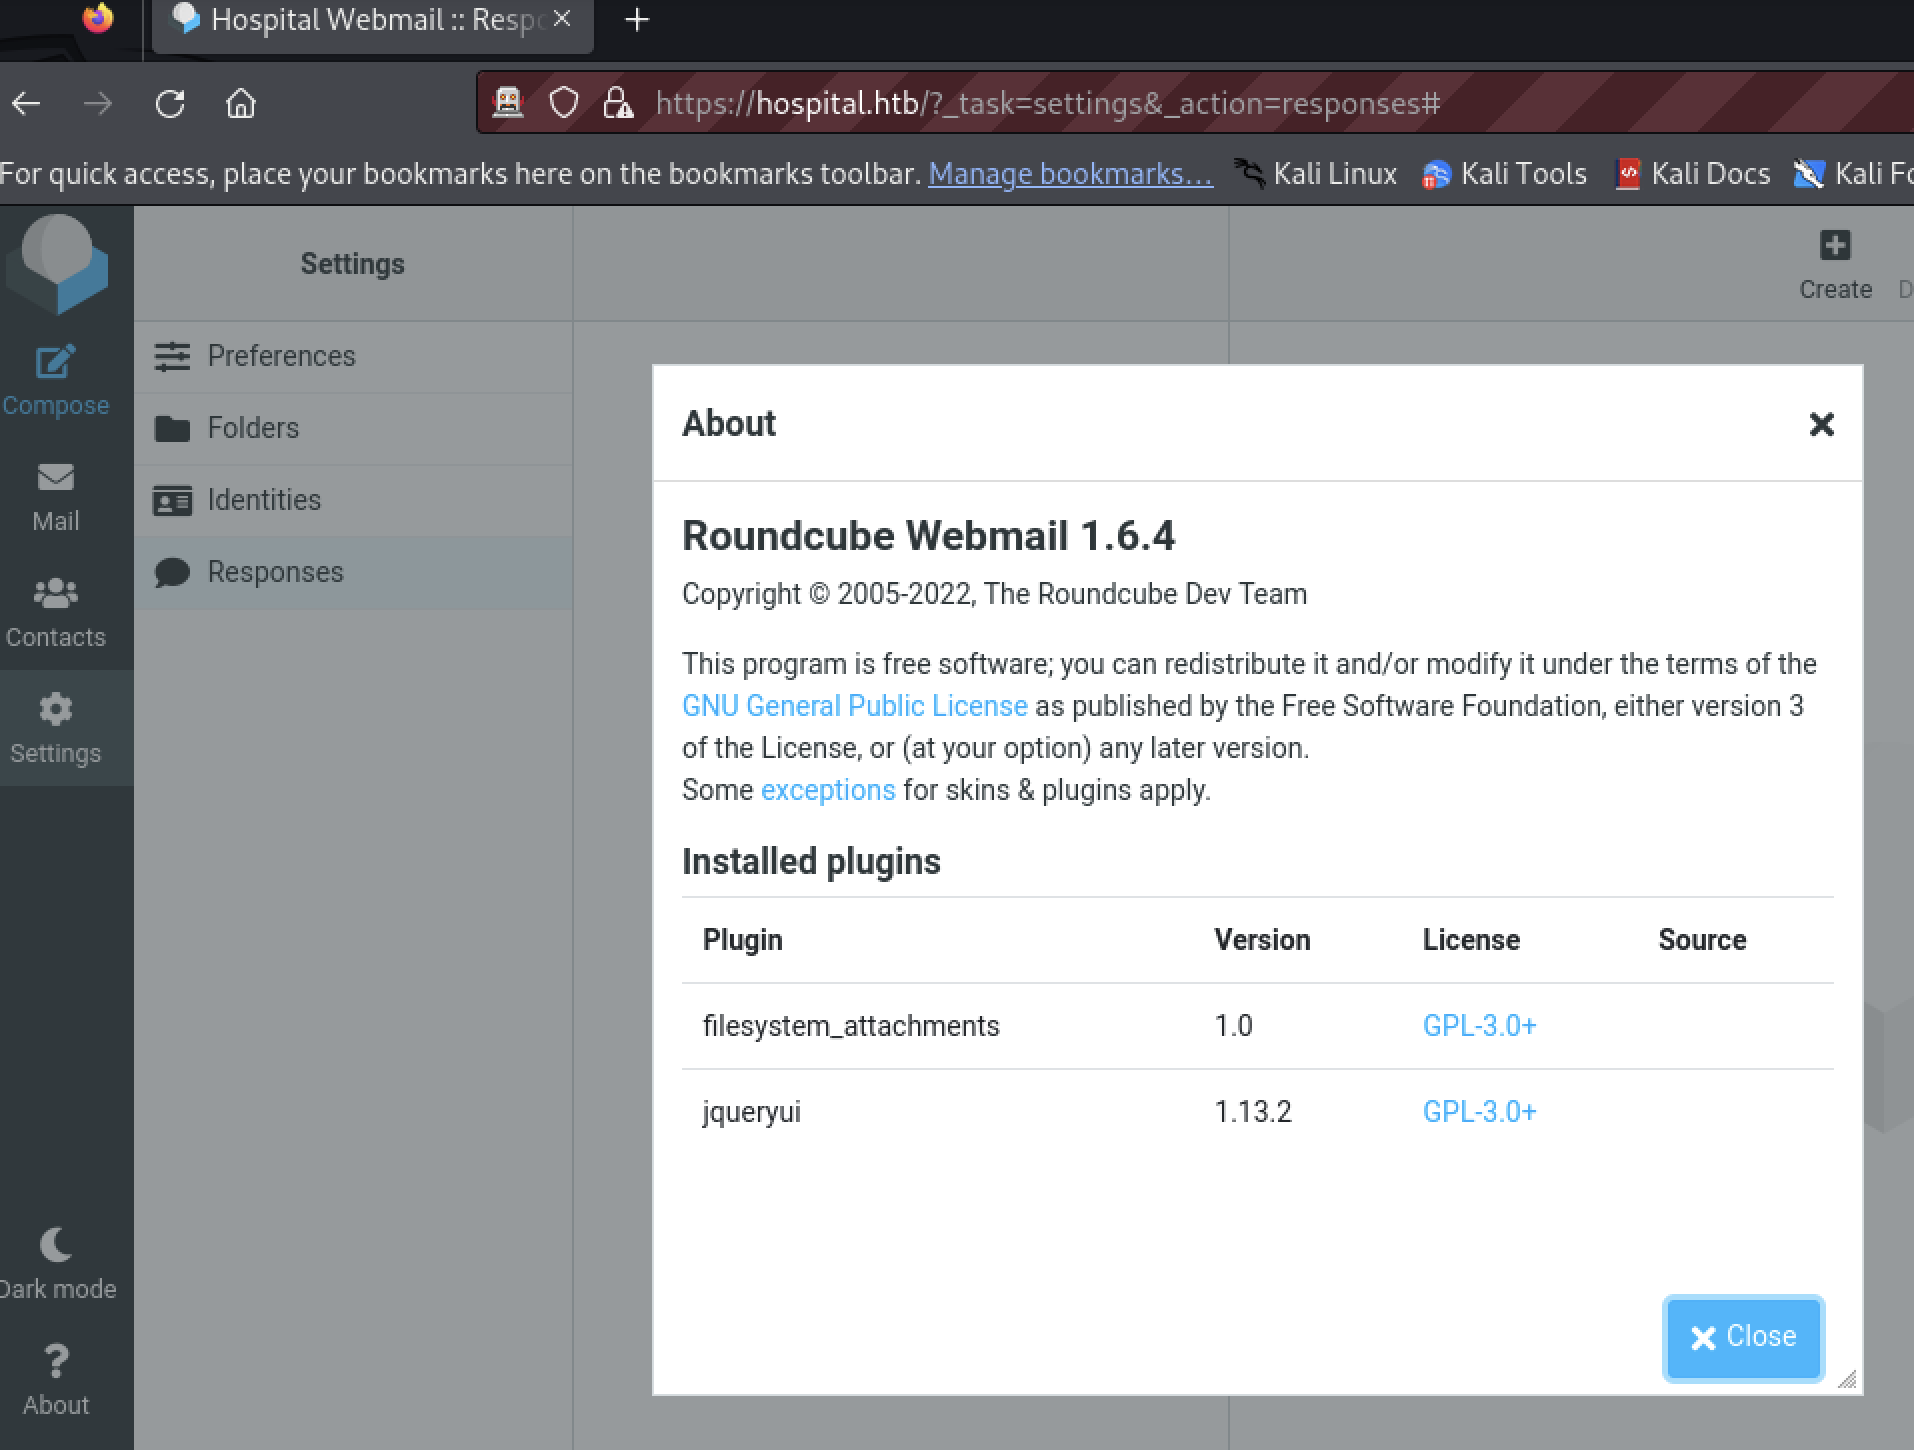 Hospital Webmail :: Resp
https://hospital.htb/?_task=settings&_action=responses#
For quick access, place your bookmarks here on the bookmarks toolbar. Manage bookmarks...
Kali Linux
Kali Tools
Kali Docs
Kali Fo
Settings
Create
D
Compose
Mail
Contacts
Settings
Dark mode
About
Preferences
Folders
Identities
Responses
About
Roundcube Webmail 1.6.4
Copyright © 2005-2022, The Roundcube Dev Team
This program is free software; you can redistribute it and/or modify it under the terms of the
GNU General Public License as published by the Free Software Foundation, either version 3
of the License, or (at your option) any later version.
Some exceptions for skins & plugins apply.
Installed plugins
Plugin Version License Source
filesystem_attachments 1.0 GPL-3.0+
jqueryui 1.13.2 GPL-3.0+
Close